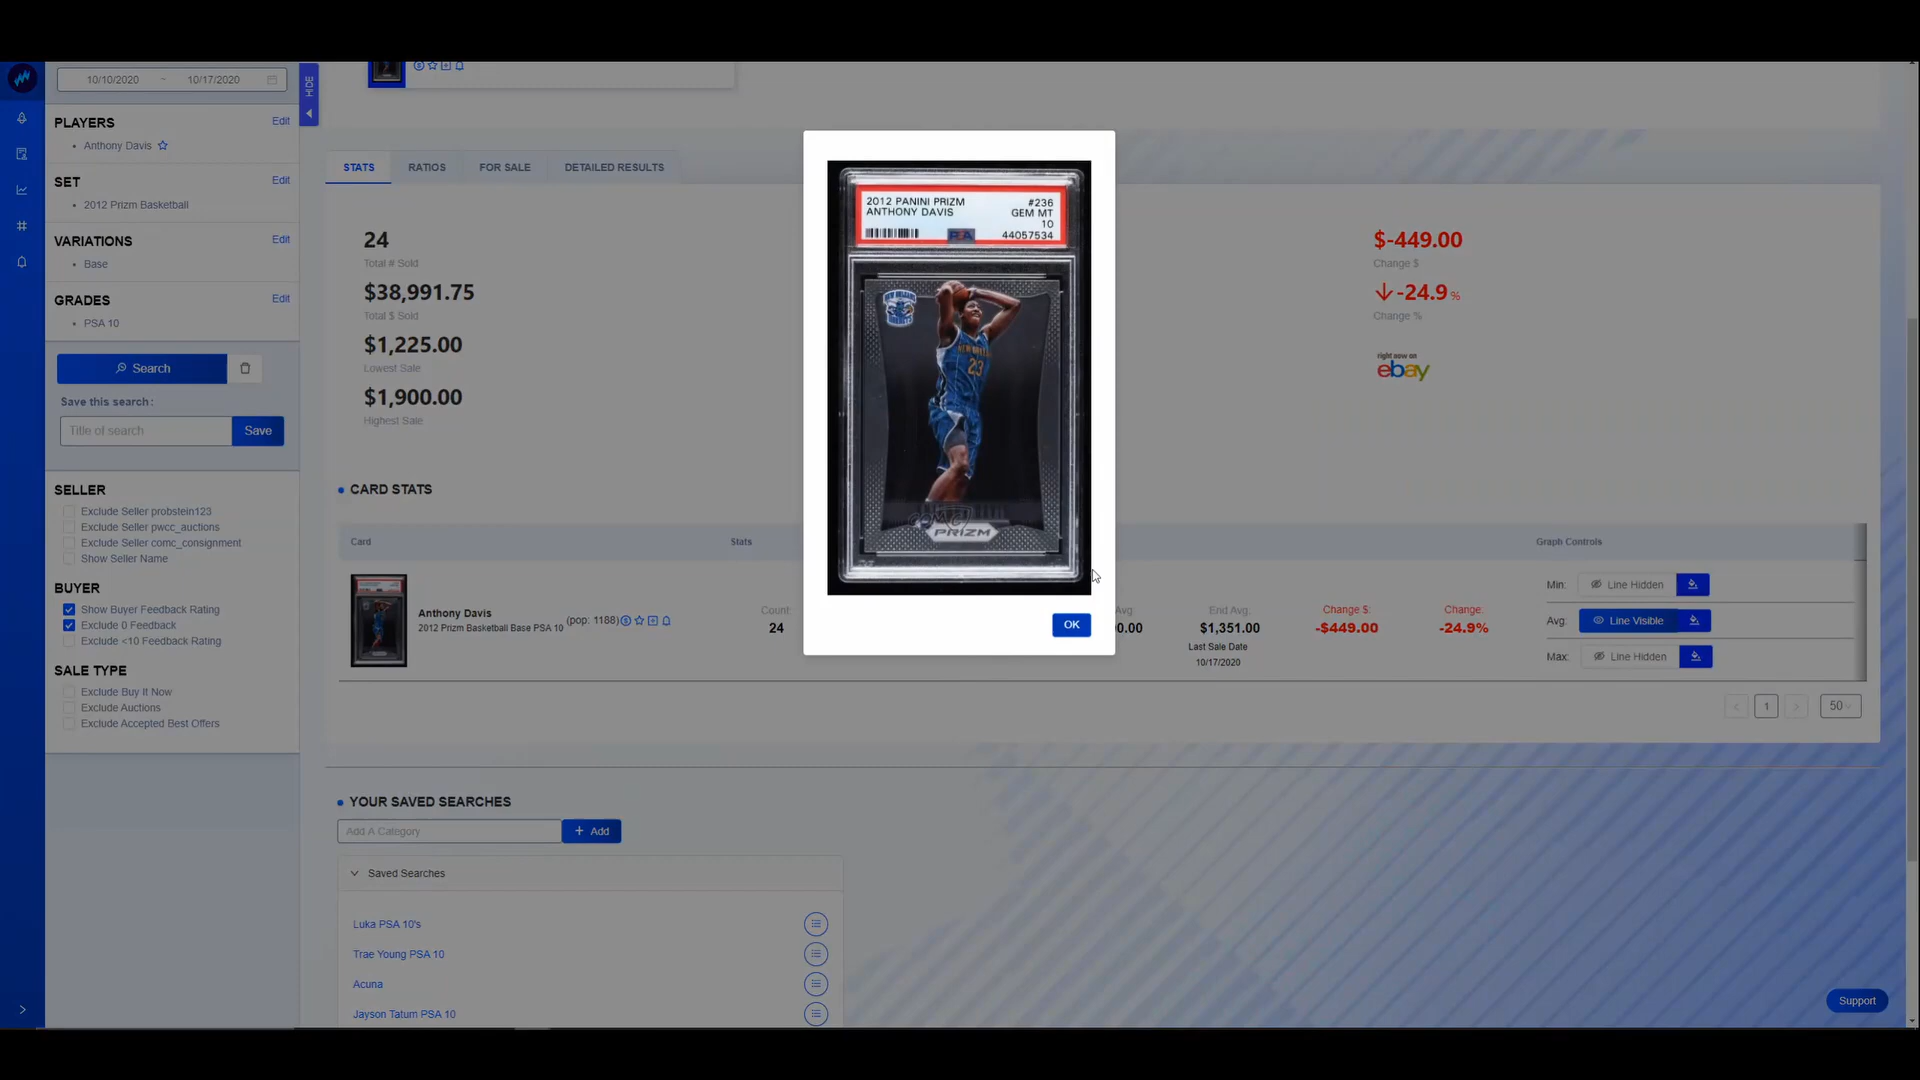 10/10/2020 ~ 10/17/2020
HIDE
PLAYERS Edit
Anthony Davis
SET Edit
2012 Prizm Basketball
VARIATIONS Edit
Base
GRADES Edit
PSA 10
Search
Save this search:
Title of search Save
SELLER
Exclude Seller probstein123
Exclude Seller pwcc_auctions
Exclude Seller comc_consignment
Show Seller Name
BUYER
Show Buyer Feedback Rating
Exclude 0 Feedback
Exclude <10 Feedback Rating
SALE TYPE
Exclude Buy It Now
Exclude Auctions
Exclude Accepted Best Offers
STATS RATIOS FOR SALE DETAILED RESULTS
24
Total # Sold
$38,991.75
Total $ Sold
$1,225.00
Lowest Sale
$1,900.00
Highest Sale
$-449.00
Change $
-24.9 %
Change %
right now on
ebay
2012 PANINI PRIZM #236
ANTHONY DAVIS GEM MT
10
PSA 44057534
NEW ORLEANS
HORNETS
23
PRIZM
OK
CARD STATS
Card Stats Graph Controls
Anthony Davis
2012 Prizm Basketball Base PSA 10 (pop: 1188)
Count:
24
Avg:
0.00
End Avg.
$1,351.00
Last Sale Date
10/17/2020
Change $:
-$449.00
Change:
-24.9%
Min: Line Hidden
Avg: Line Visible
Max: Line Hidden
< 1 > 50
YOUR SAVED SEARCHES
Add A Category + Add
Saved Searches
Luka PSA 10's
Trae Young PSA 10
Acuna
Jayson Tatum PSA 10
Support